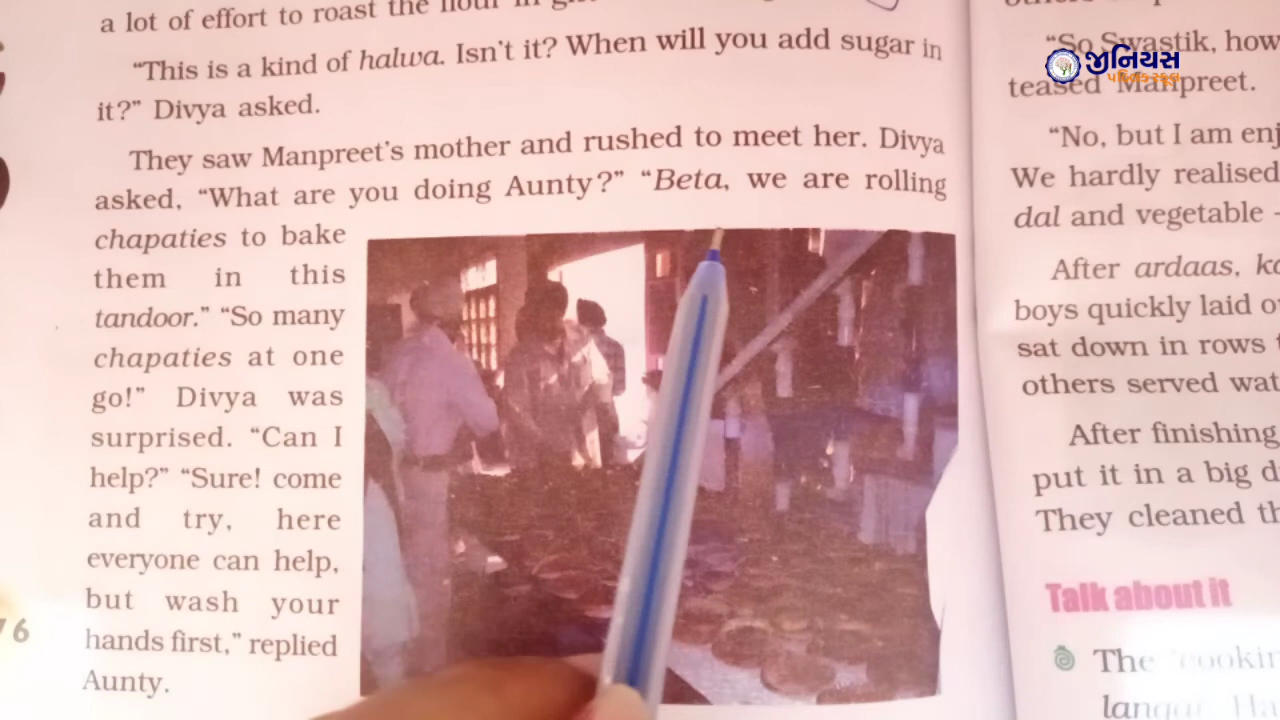 a lot of effort to roast the flour in
"This is a kind of halwa. Isn't it? When will you add sugar in
it?" Divya asked.
They saw Manpreet's mother and rushed to meet her. Divya
asked, "What are you doing Aunty?" "Beta, we are rolling
chapaties to bake
them in this
tandoor." "So many
chapaties at one
go!" Divya was
surprised. "Can I
help?" "Sure! come
and try, here
everyone can help,
but wash your
hands first," replied
Aunty.
76
"So Swastik, how
teased Manpreet.
"No, but I am
We hardly realised
dal and vegetable -
After ardaas,
boys quickly laid
sat down in rows
others served
After finishing
put it in a big
They cleaned
Talk about it
The
langar
જીનિયસ
પબ્લિક સ્કૂલ